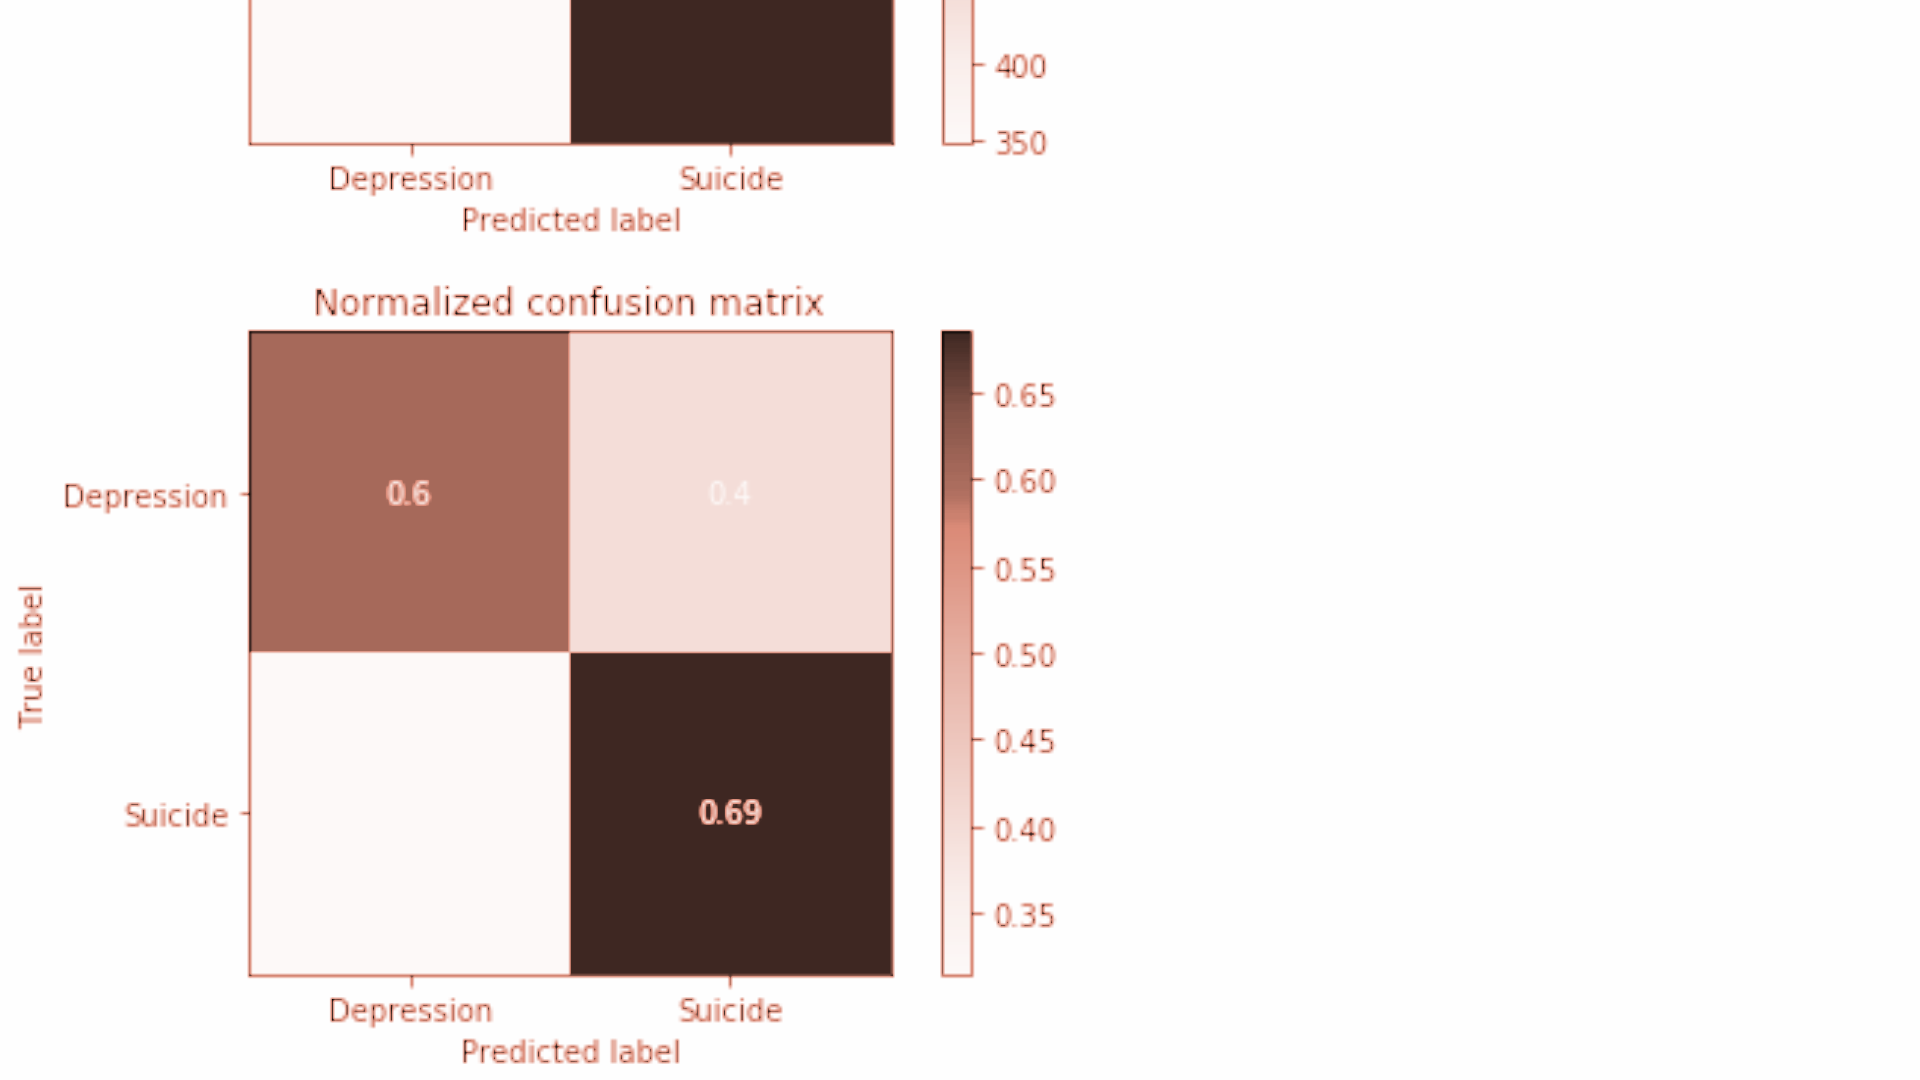 400
350
Depression Suicide
Predicted label
Normalized confusion matrix
0.65
0.60
0.6 0.4
Depression
0.55
True label
0.50
0.45
0.69
Suicide
0.40
0.35
Depression Suicide
Predicted label